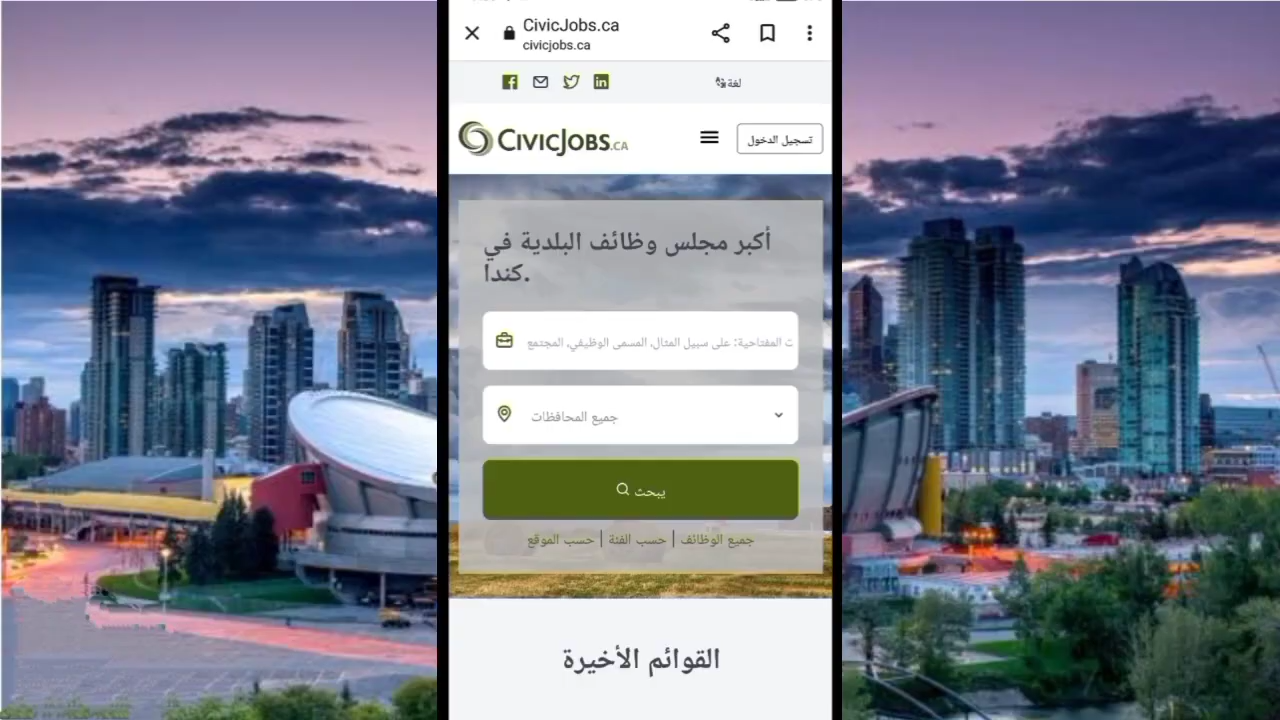 CivicJobs.ca
civicjobs.ca
لغة
CIVICJOBS.CA
تسجيل الدخول
أكبر مجلس وظائف البلدية في
كندا.
المفتاحية: على سبيل المثال، المسمى الوظيفي، المجتمع
جميع المحافظات
يبحث
جميع الوظائف | حسب الفئة | حسب الموقع
القوائم الأخيرة